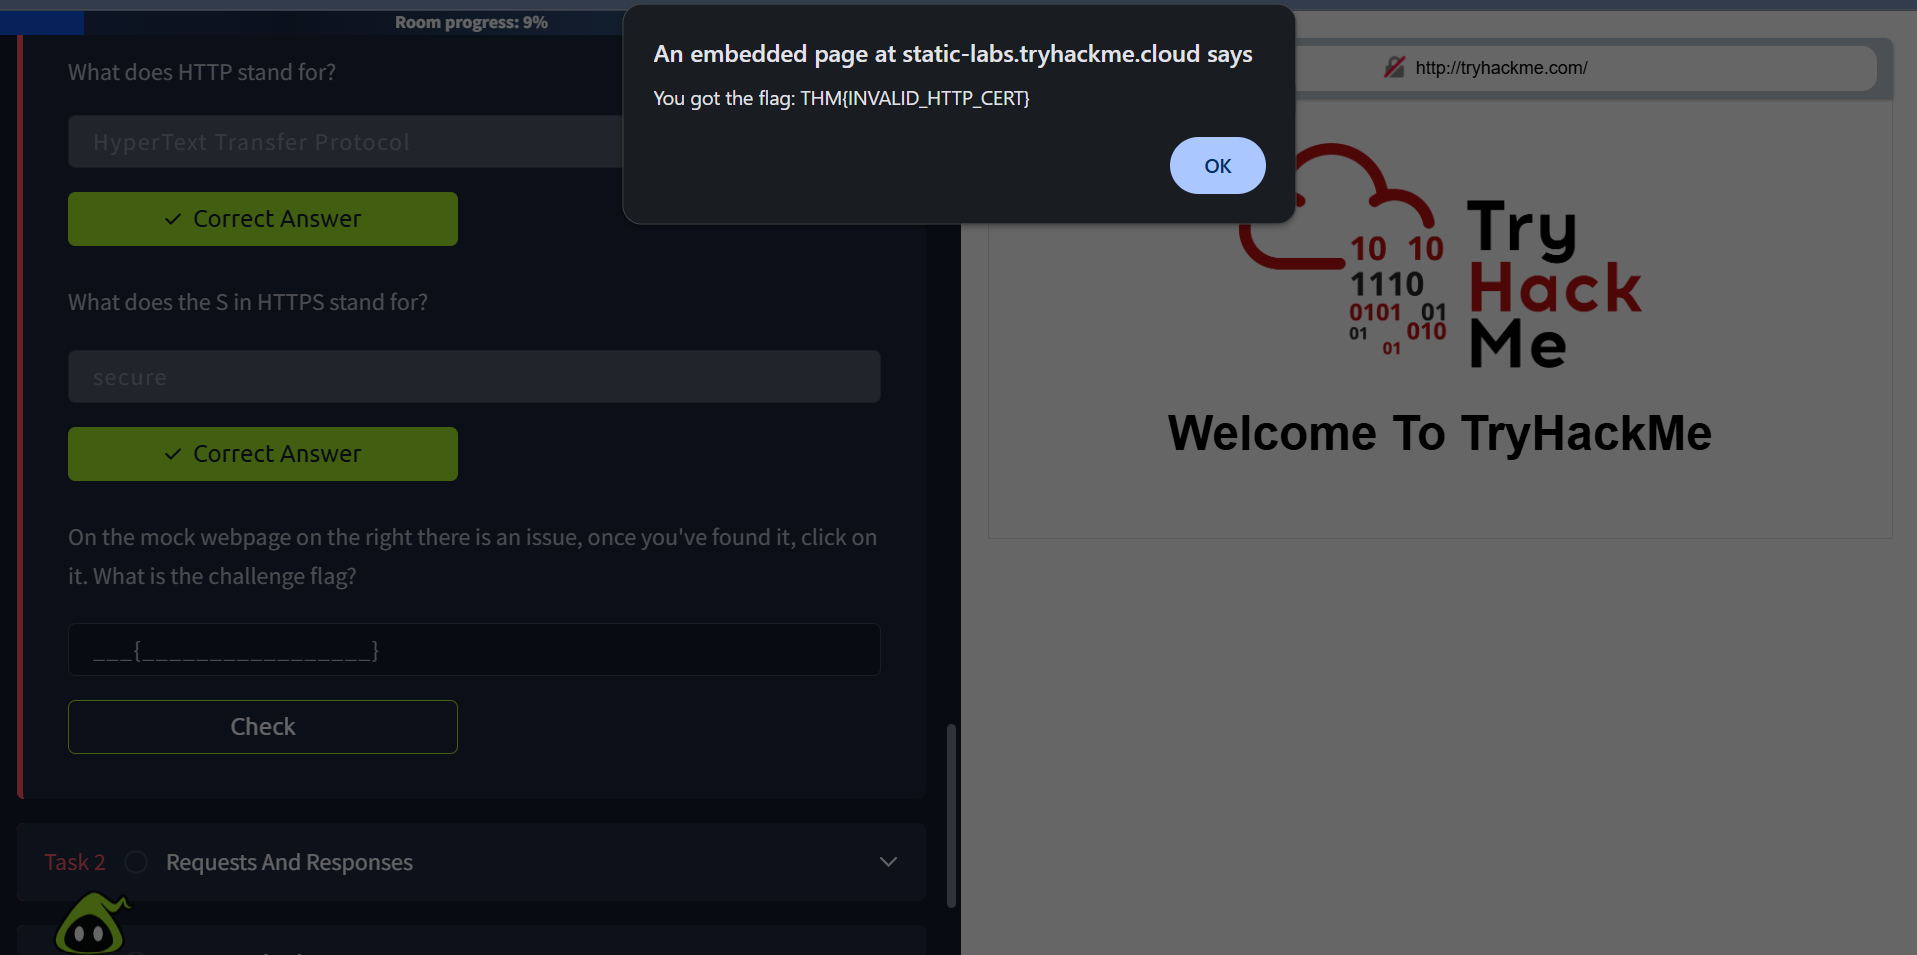 Room progress: 9%
An embedded page at static-labs.tryhackme.cloud says
You got the flag: THM{INVALID_HTTP_CERT}
OK
What does HTTP stand for?
HyperText Transfer Protocol
Correct Answer
What does the S in HTTPS stand for?
secure
Correct Answer
On the mock webpage on the right there is an issue, once you've found it, click on
it. What is the challenge flag?
___{_________________}
Check
Task 2
Requests And Responses
http://tryhackme.com/
10 10
1110
0101 01
01 010
01
Try
Hack
Me
Welcome To TryHackMe